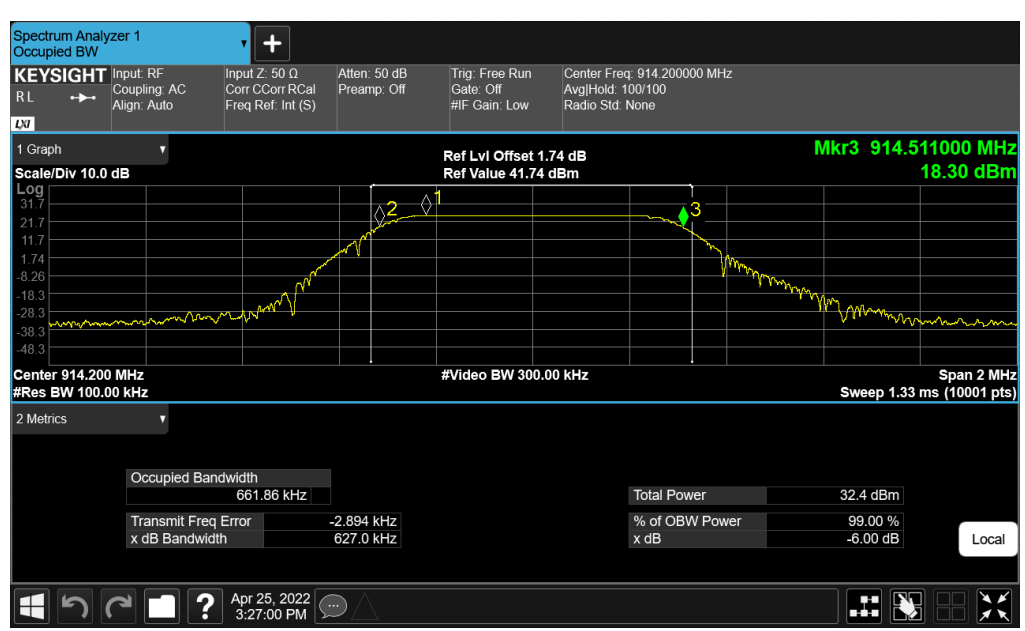 Spectrum Analyzer 1
Occupied BW
KEYSIGHT
R L
LXI
Input: RF
Coupling: AC
Align: Auto
Input Z: 50 Ω
Corr CCorr RCal
Freq Ref: Int (S)
Atten: 50 dB
Preamp: Off
Trig: Free Run
Gate: Off
#IF Gain: Low
Center Freq: 914.200000 MHz
Avg|Hold: 100/100
Radio Std: None
1 Graph
Scale/Div 10.0 dB
Ref Lvl Offset 1.74 dB
Ref Value 41.74 dBm
Mkr3 914.511000 MHz
18.30 dBm
Log
31.7
21.7
11.7
1.74
-8.26
-18.3
-28.3
-38.3
-48.3
2
1
3
Center 914.200 MHz
#Res BW 100.00 kHz
#Video BW 300.00 kHz
Span 2 MHz
Sweep 1.33 ms (10001 pts)
2 Metrics
Occupied Bandwidth
661.86 kHz
Transmit Freq Error -2.894 kHz
x dB Bandwidth 627.0 kHz
Total Power 32.4 dBm
% of OBW Power 99.00 %
x dB -6.00 dB
Local
?
Apr 25, 2022
3:27:00 PM